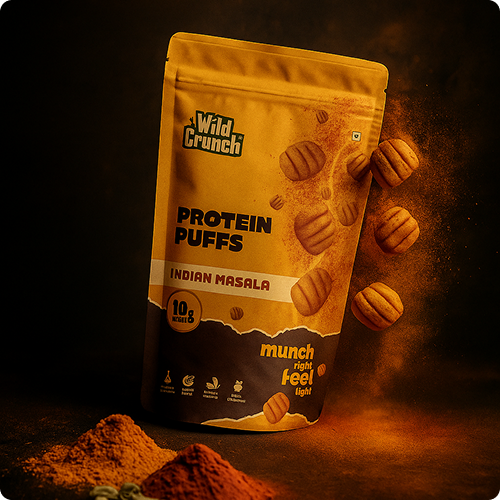 Wild
Crunch
PROTEIN
PUFFS
INDIAN MASALA
10g
munch
right
feel
light